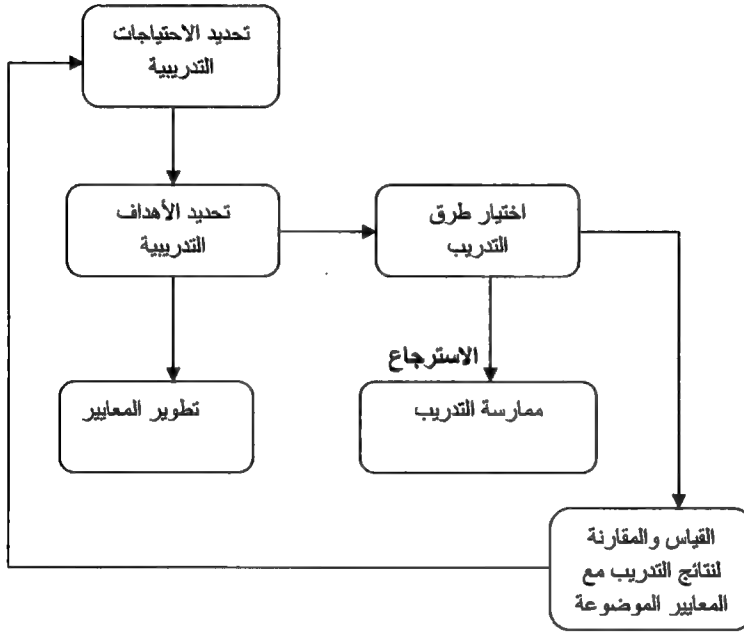 تحديد الاحتياجات
التدريبية
تحديد الأهداف
التدريبية
اختيار طرق
التدريب
الاسترجاع
تطوير المعايير
ممارسة التدريب
القياس والمقارنة
لنتائج التدريب مع
المعايير الموضوعة